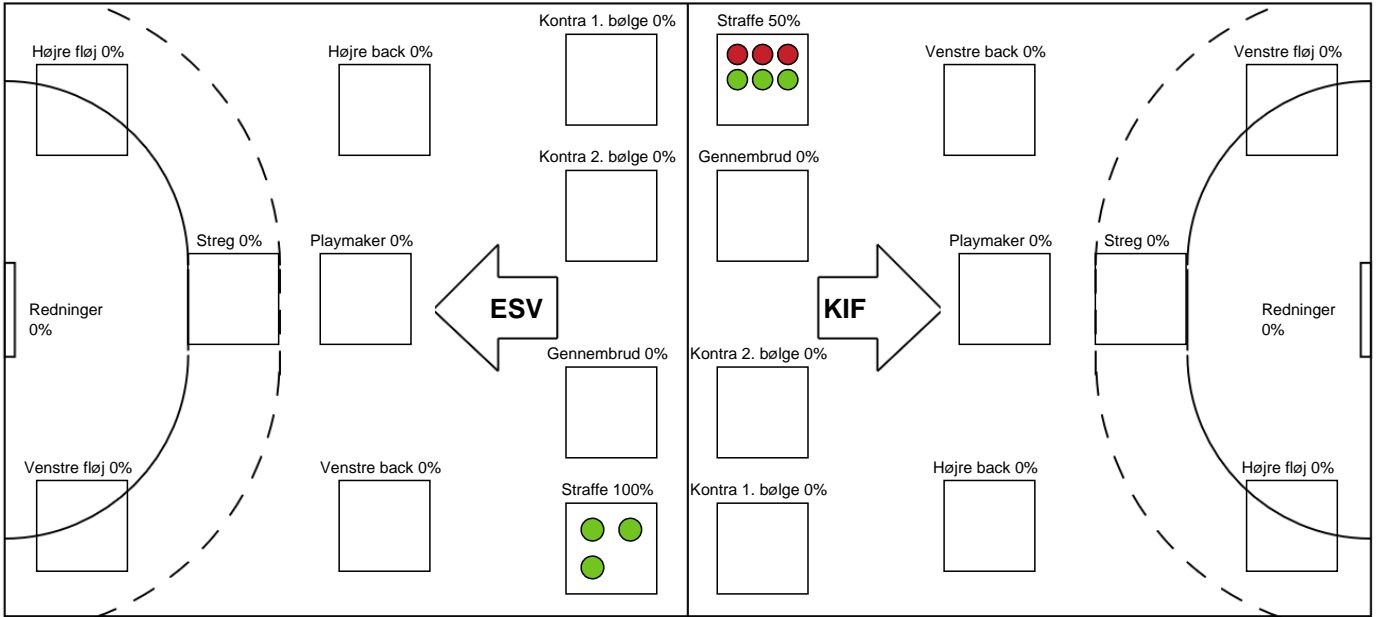 Kontra 1. bølge 0%
Straffe 50%
Højre fløj 0%
Højre back 0%
Venstre back 0%
Venstre fløj 0%
Kontra 2. bølge 0%
Gennembrud 0%
Streg 0%
Playmaker 0%
Playmaker 0%
Streg 0%
Redninger
0%
ESV
KIF
Redninger
0%
Gennembrud 0%
Kontra 2. bølge 0%
Venstre fløj 0%
Venstre back 0%
Højre back 0%
Højre fløj 0%
Straffe 100%
Kontra 1. bølge 0%